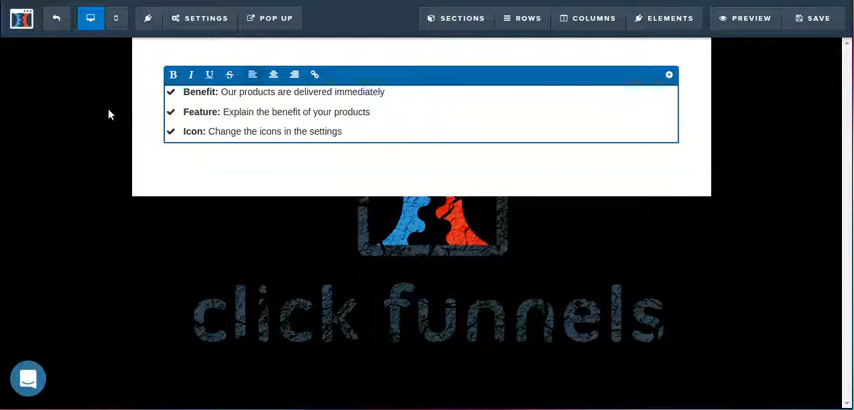 SETTINGS POP UP SECTIONS ROWS COLUMNS ELEMENTS PREVIEW SAVE
B I U S
Benefit: Our products are delivered immediately
Feature: Explain the benefit of your products
Icon: Change the icons in the settings
click funnels